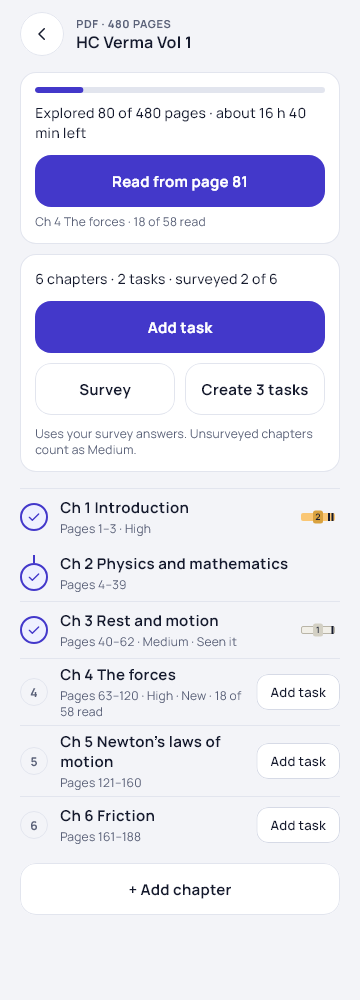 PDF · 480 PAGES
HC Verma Vol 1
Explored 80 of 480 pages · about 16 h 40
min left
Read from page 81
Ch 4 The forces · 18 of 58 read
6 chapters · 2 tasks · surveyed 2 of 6
Add task
Survey
Create 3 tasks
Uses your survey answers. Unsurveyed chapters
count as Medium.
Ch 1 Introduction
Pages 1–3 · High
2
Ch 2 Physics and mathematics
Pages 4–39
Ch 3 Rest and motion
Pages 40–62 · Medium · Seen it
1
4
Ch 4 The forces
Pages 63–120 · High · New · 18 of
58 read
Add task
5
Ch 5 Newton's laws of
motion
Pages 121–160
Add task
6
Ch 6 Friction
Pages 161–188
Add task
+ Add chapter